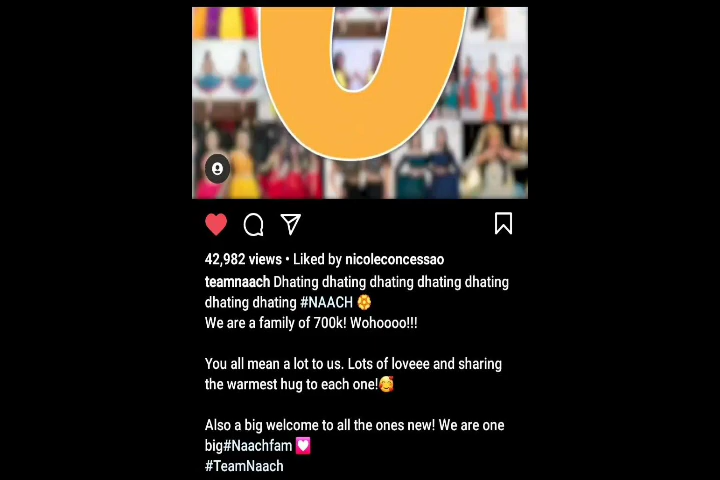 42,982 views • Liked by nicoleconcessao
teamnaach Dhating dhating dhating dhating dhating
dhating dhating #NAACH 🏵️
We are a family of 700k! Wohoooo!!!
You all mean a lot to us. Lots of loveee and sharing
the warmest hug to each one!🥰
Also a big welcome to all the ones new! We are one
big#Naachfam 💟
#TeamNaach